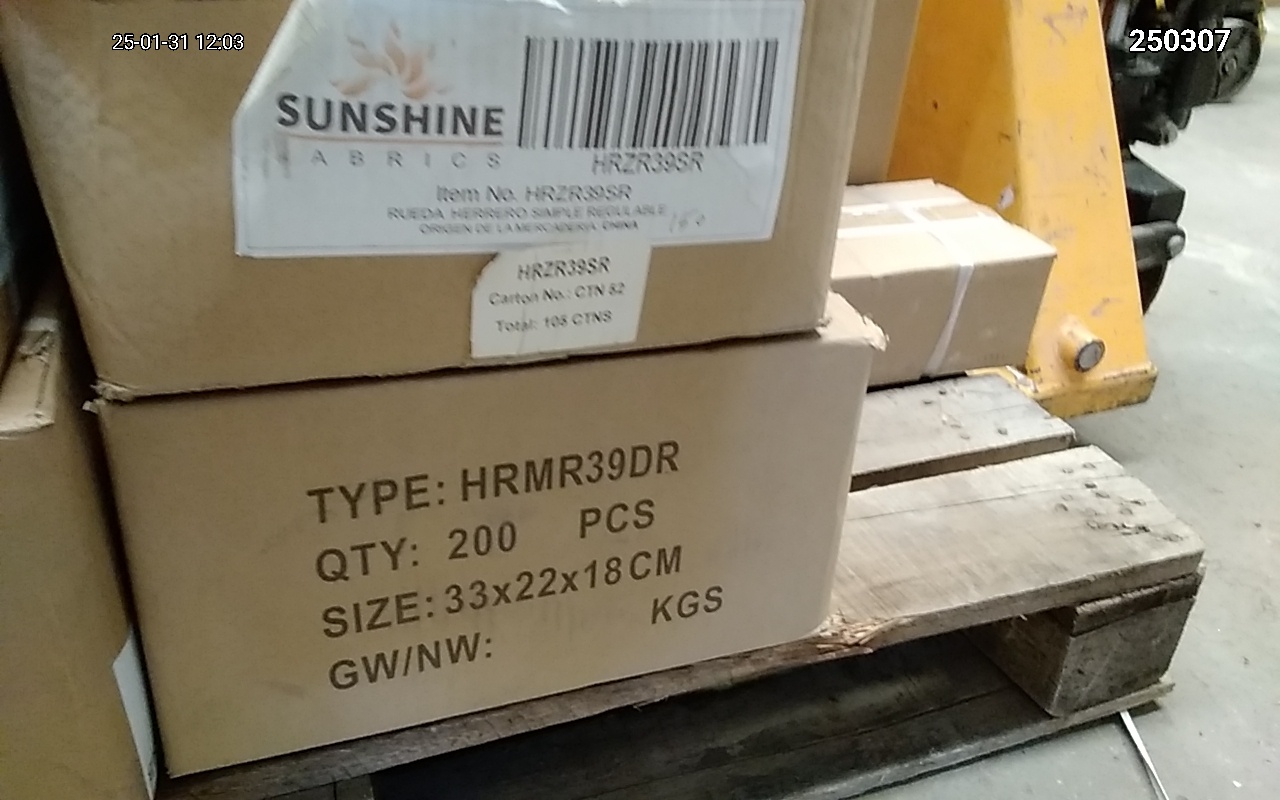 25-01-31 12:03
250307
SUNSHINE
FABRICS
HRZR39SR
Item No. HRZR39SR
RUEDA HERRERO SIMPLE REGULABLE
ORIGEN DE LA MERCADERIA: CHINA
HRZR39SR
Carton No.: CTN 52
Total: 105 CTNS
TYPE: HRMR39DR
QTY: 200 PCS
SIZE: 33x22x18CM
GW/NW: KGS